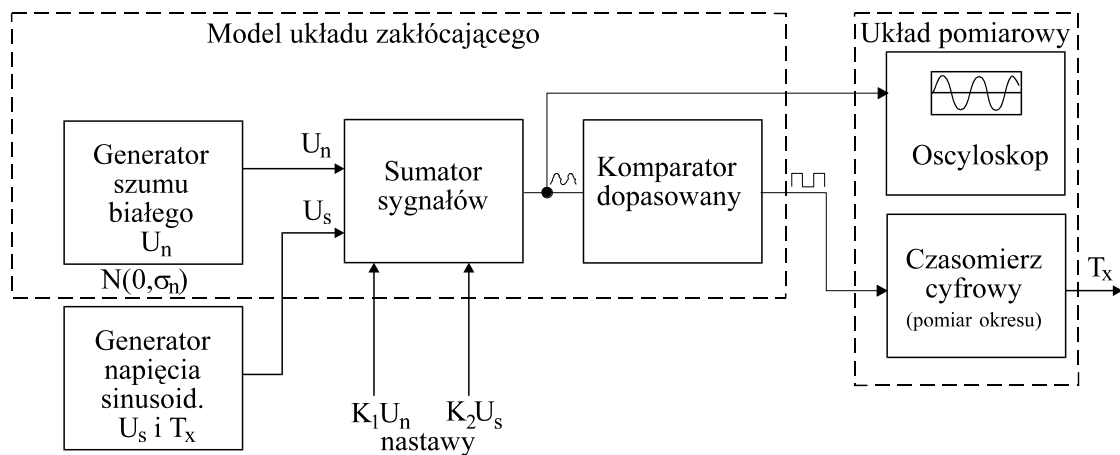 Model układu zakłócającego
Układ pomiarowy
Generator
szumu
białego
Uₙ
N(0,σₙ)
Uₙ
Uₛ
Sumator
sygnałów
Komparator
dopasowany
Oscyloskop
Czasomierz
cyfrowy
(pomiar okresu)
Tₓ
Generator
napięcia
sinusoid.
Uₛ i Tₓ
K₁Uₙ K₂Uₛ
nastawy